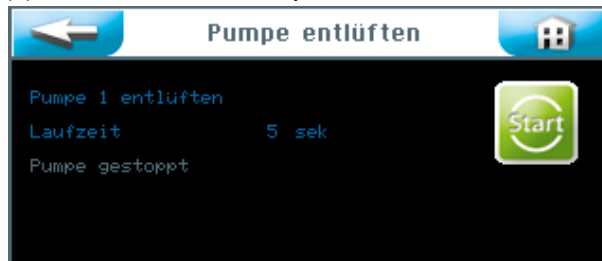 Pumpe entlüften
Pumpe 1 entlüften
Laufzeit 5 sek
Start
Pumpe gestoppt